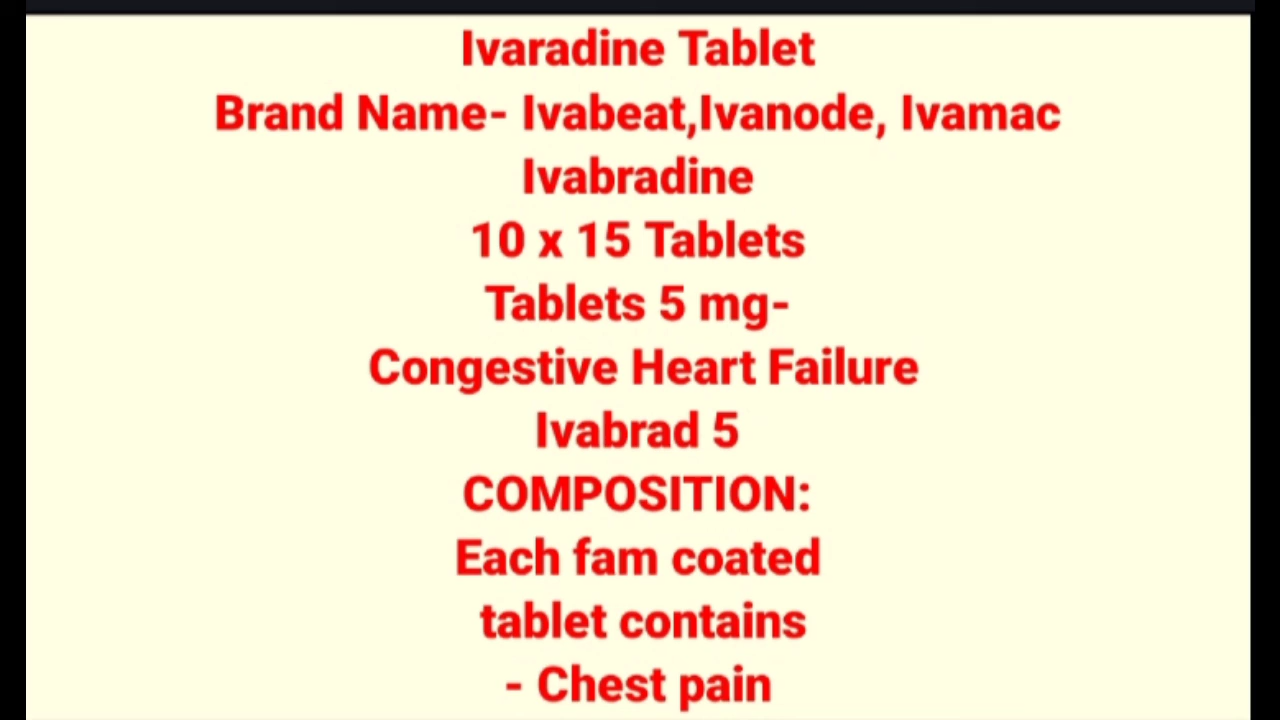 Ivaradine Tablet
Brand Name- Ivabeat,Ivanode, Ivamac
Ivabradine
10 x 15 Tablets
Tablets 5 mg-
Congestive Heart Failure
Ivabrad 5
COMPOSITION:
Each fam coated
tablet contains
- Chest pain